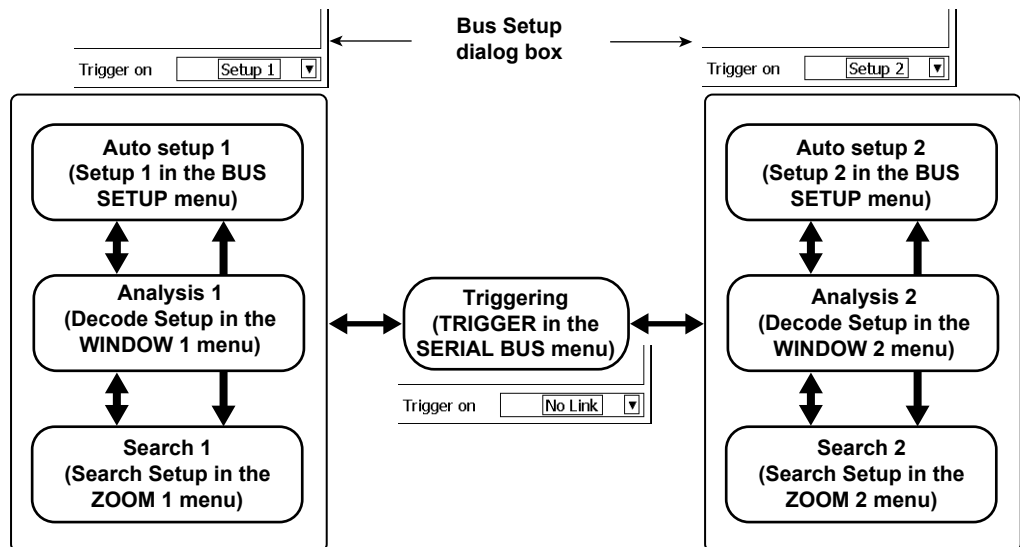 Bus Setup
dialog box
Trigger on Setup 1
Trigger on Setup 2
Auto setup 1
(Setup 1 in the BUS
SETUP menu)
Analysis 1
(Decode Setup in the
WINDOW 1 menu)
Search 1
(Search Setup in the
ZOOM 1 menu)
Triggering
(TRIGGER in the
SERIAL BUS menu)
Trigger on No Link
Auto setup 2
(Setup 2 in the BUS
SETUP menu)
Analysis 2
(Decode Setup in the
WINDOW 2 menu)
Search 2
(Search Setup in the
ZOOM 2 menu)